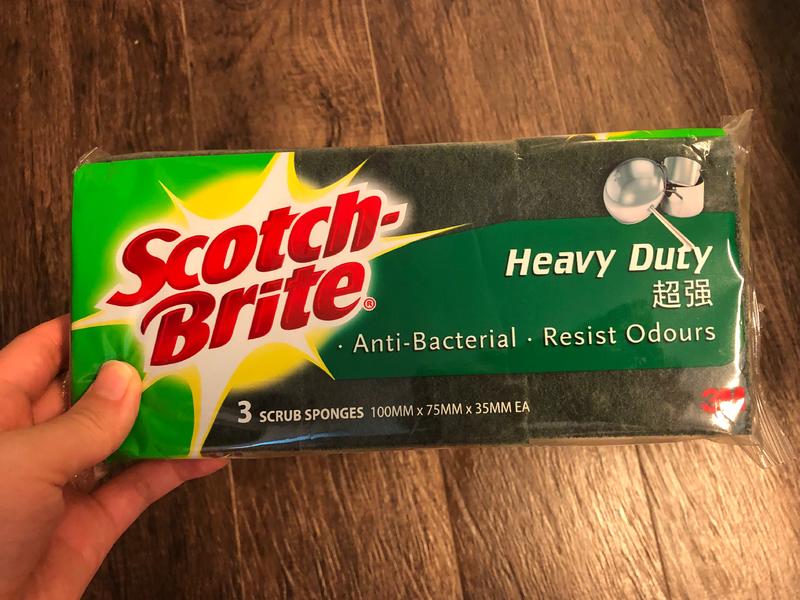 Scotch-
Brite®
Heavy Duty
超强
· Anti-Bacterial · Resist Odours
3 SCRUB SPONGES 100MM x 75MM x 35MM EA
3M